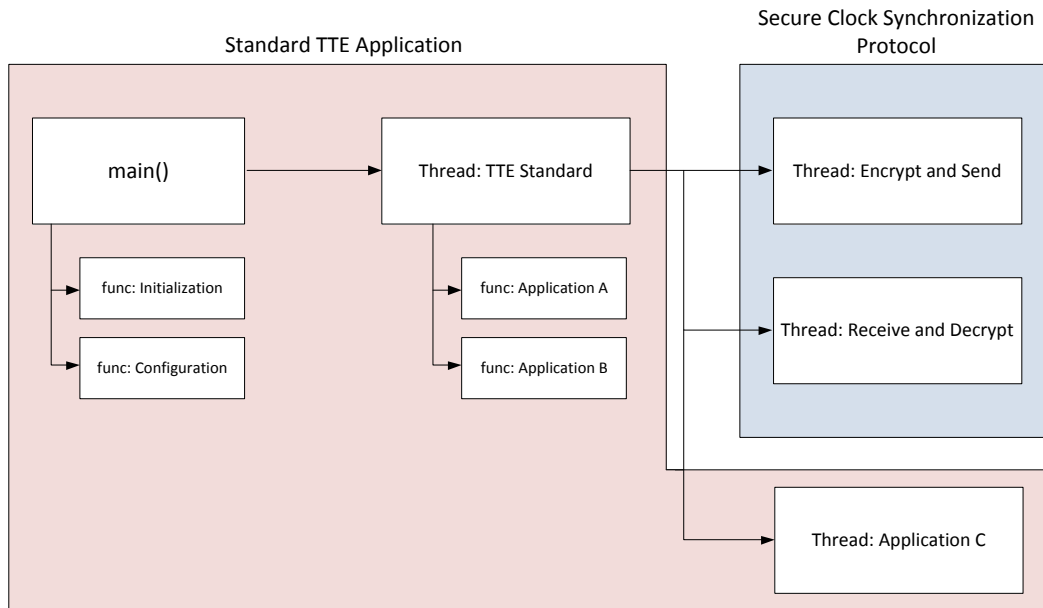 Secure Clock Synchronization
Protocol
Standard TTE Application
main()
Thread: TTE Standard
Thread: Encrypt and Send
func: Initialization
func: Application A
Thread: Receive and Decrypt
func: Configuration
func: Application B
Thread: Application C